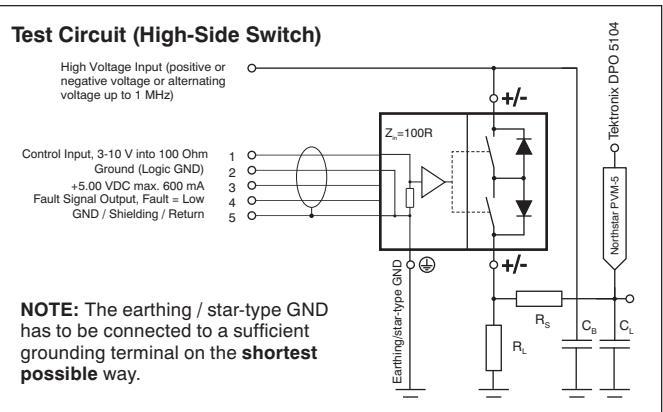 Test Circuit (High-Side Switch)
High Voltage Input (positive or
negative voltage or alternating
voltage up to 1 MHz)
+/-
Tektronix DPO 5104
Zin=100R
Control Input, 3-10 V into 100 Ohm 1
Ground (Logic GND) 2
+5.00 VDC max. 600 mA 3
Fault Signal Output, Fault = Low 4
GND / Shielding / Return 5
Northstar PVM-5
+/-
Earthing/star-type GND
RS
CB
CL
RL
NOTE: The earthing / star-type GND
has to be connected to a sufficient
grounding terminal on the shortest
possible way.